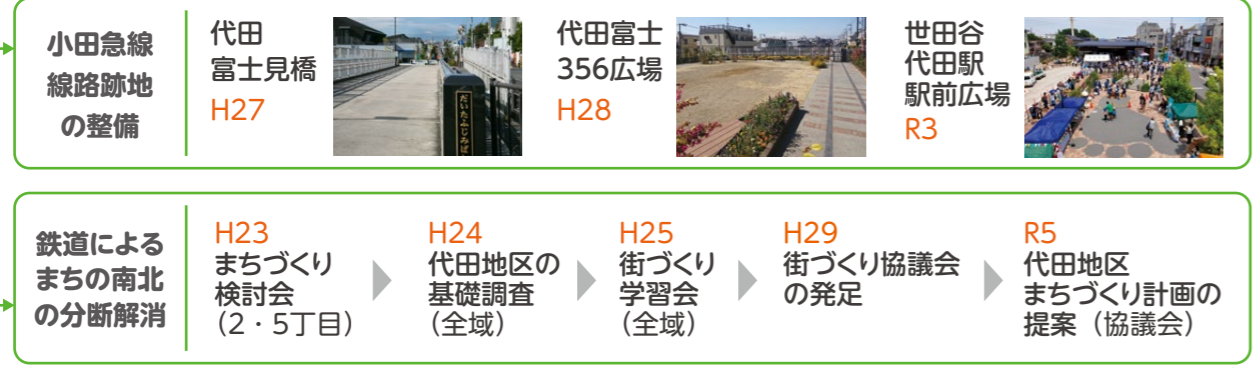 小田急線
線路跡地
の整備
代田
富士見橋
H27
だいたふじみばし
代田富士
356広場
H28
世田谷
代田駅
駅前広場
R3
鉄道による
まちの南北
の分断解消
H23
まちづくり
検討会
（2・5丁目）
H24
代田地区の
基礎調査
（全域）
H25
街づくり
学習会
（全域）
H29
街づくり協議会
の発足
R5
代田地区
まちづくり計画の
提案（協議会）